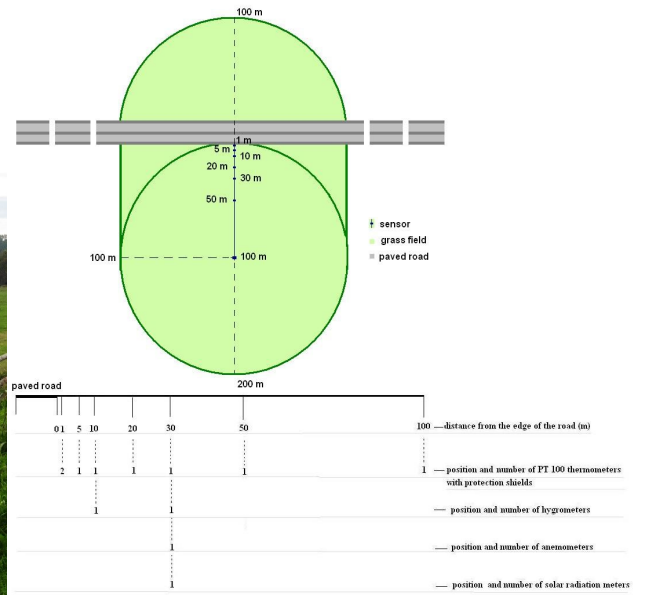 100 m
1 m
5 m
10 m
20 m
30 m
50 m
sensor
grass field
100 m
100 m
paved road
200 m
paved road
0 1 5 10 20 30 50 100 distance from the edge of the road (m)
2 1 1 1 1 1 1 position and number of PT 100 thermometers
with protection shields
1 1 position and number of hygrometers
1 position and number of anemometers
1 position and number of solar radiation meters